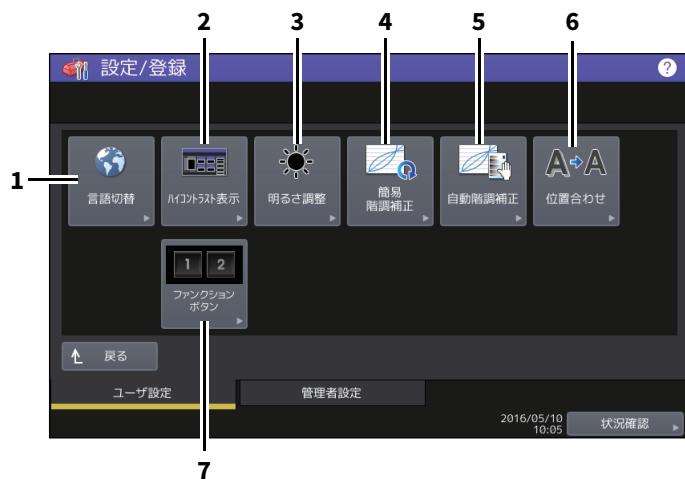 2 3 4 5 6
設定/登録 ?
1
言語切替
ハイコントラスト表示
明るさ調整
簡易
階調補正
自動階調補正
A A
位置合わせ
1 2
ファンクション
ボタン
戻る
ユーザ設定
管理者設定
2016/05/10
10:05
状況確認
7